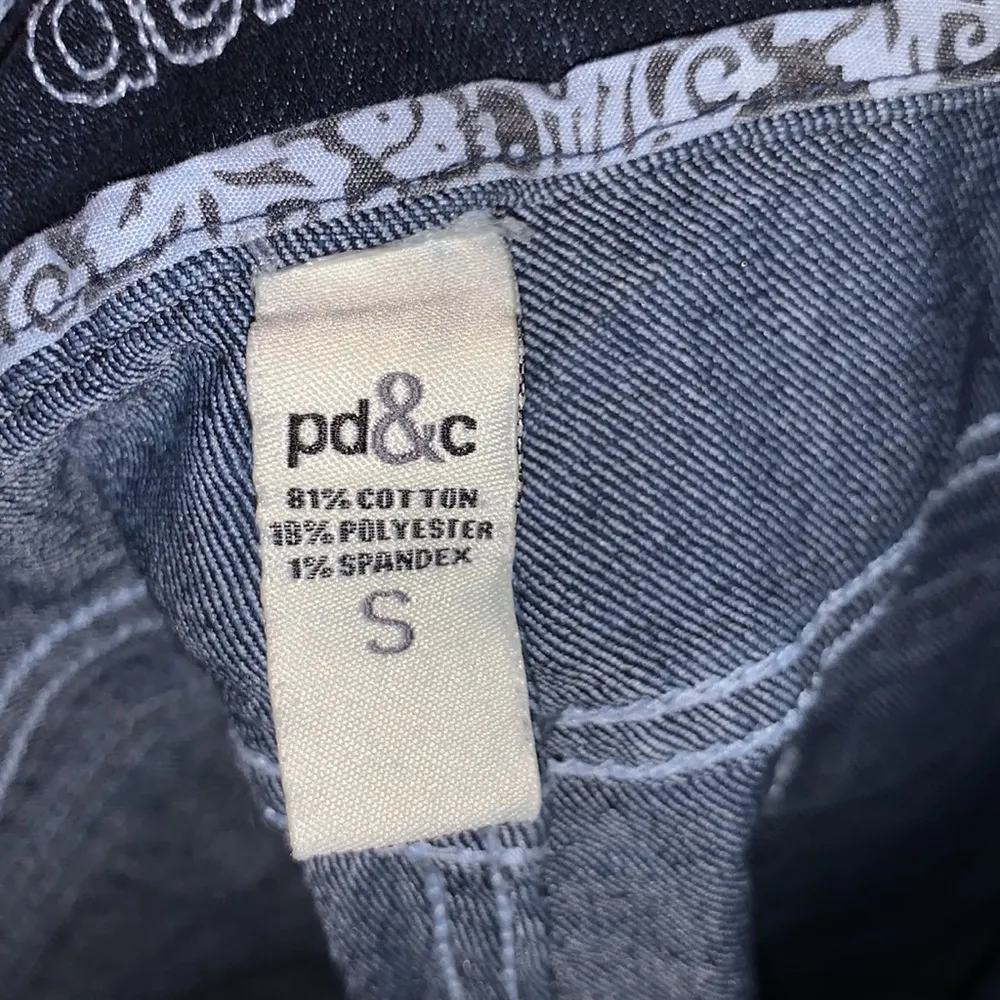 pd&c
81% COTTON
18% POLYESTER
1% SPANDEX
S